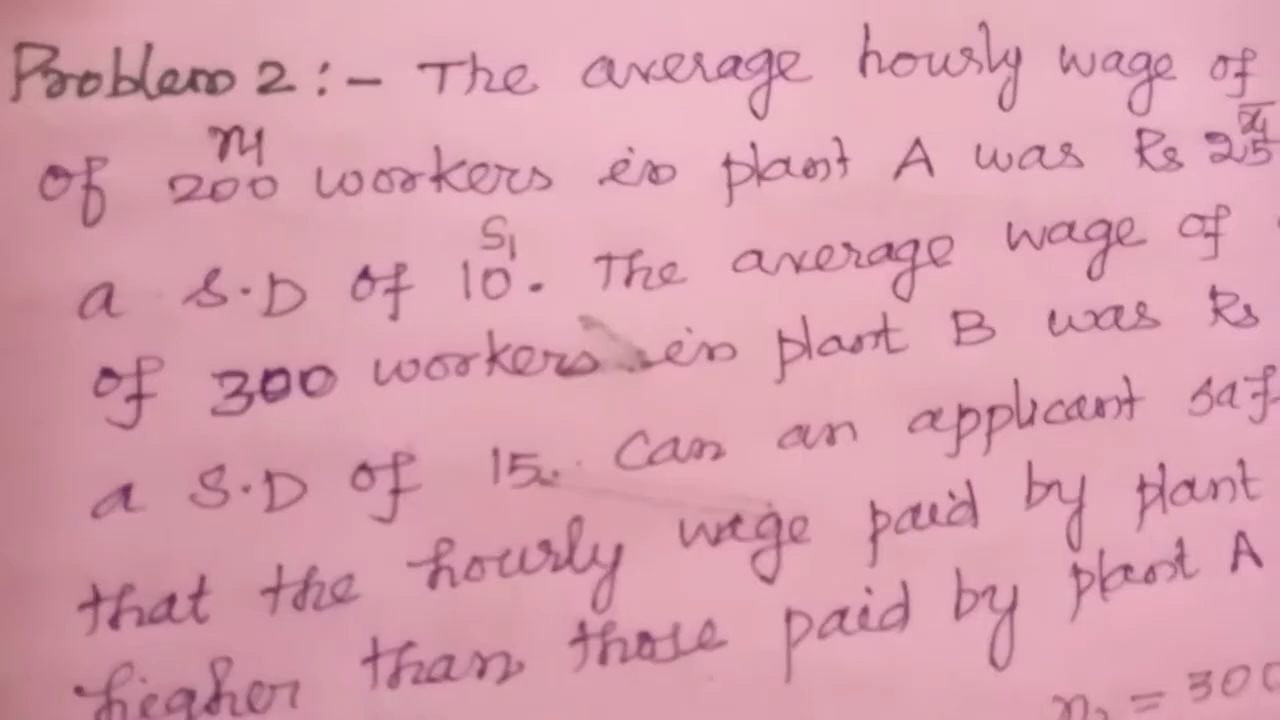 Problem 2:- The average hourly wage of
n1 x̄1
of 200 workers in plant A was Rs 25
S1
a S.D of 10. The average wage of
of 300 workers in plant B was Rs
a S.D of 15. Can an applicant saf
that the hourly wage paid by plant
higher than those paid by plant A
n2 = 300